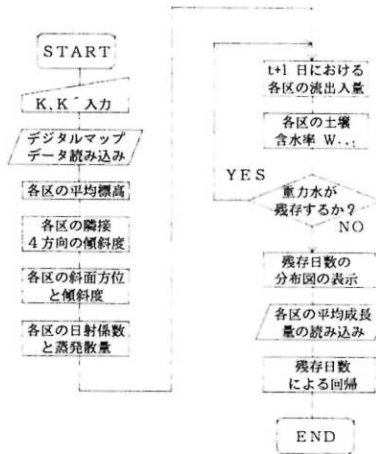 START
K、K⁻入力
デジタルマップ
データ読み込み
各区の平均標高
各区の隣接
4方向の傾斜度
各区の斜面方位
と傾斜度
各区の日射係数
と蒸発散量
t+1 日における
各区の流出入量
各区の土壌
含水率 W
YES
重力水が
残存するか?
NO
残存日数の
分布図の表示
各区の平均成長
量の読み込み
残存日数
による回帰
END